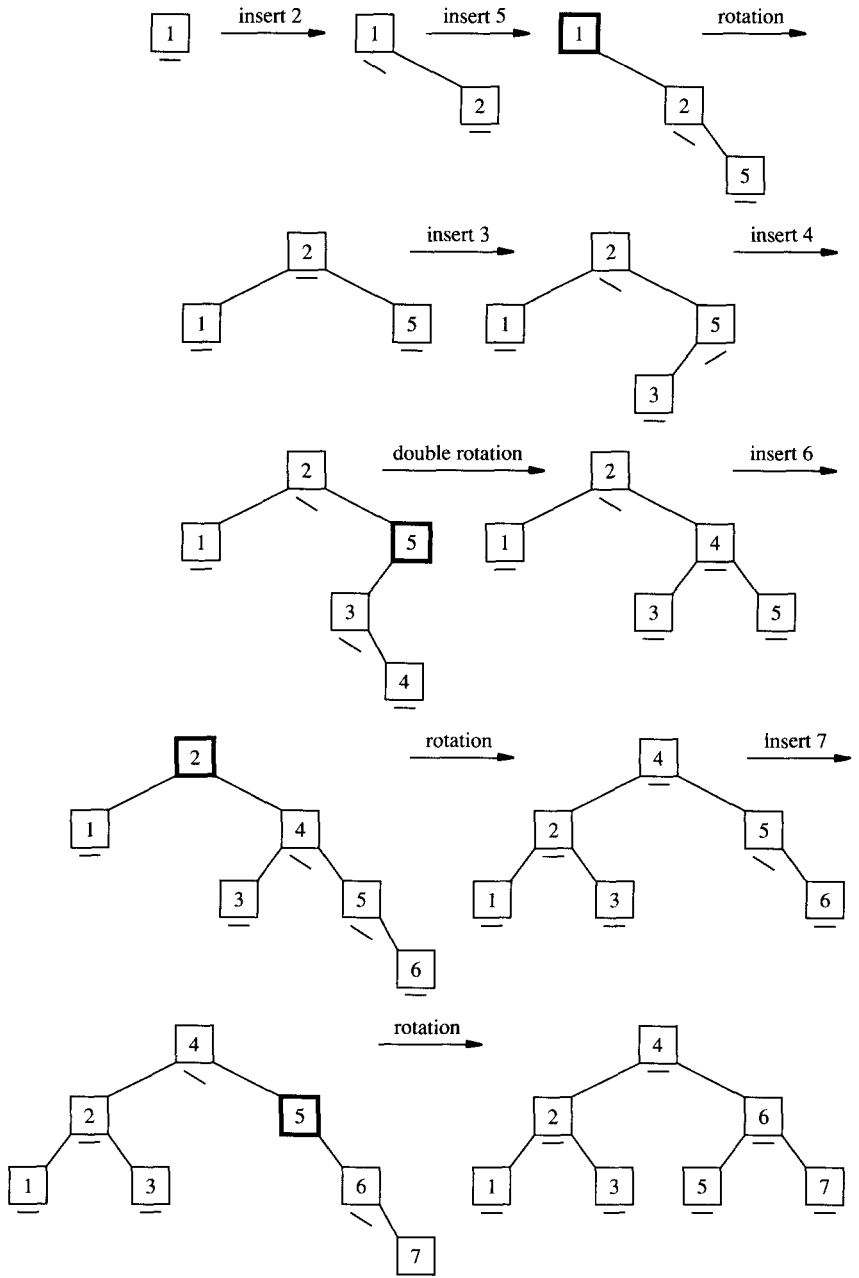 1 insert 2 1 insert 5 1 rotation
2 2
5
2 insert 3 2 insert 4
1 5 1 5
3
2 double rotation 2 insert 6
1 5 1 4
3 3 5
4
2 rotation 4 insert 7
1 4 2 5
3 5 1 3 6
6
4 rotation 4
2 5 2 6
1 3 6 1 3 5 7
7